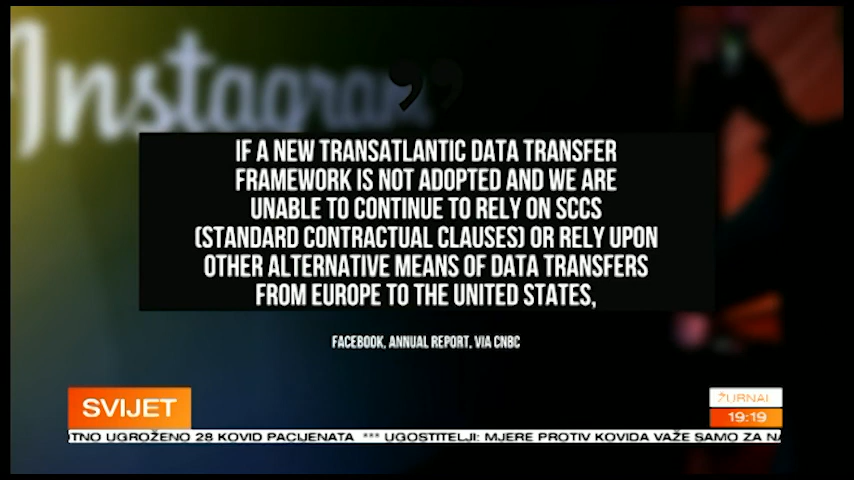 Instagram
IF A NEW TRANSATLANTIC DATA TRANSFER
FRAMEWORK IS NOT ADOPTED AND WE ARE
UNABLE TO CONTINUE TO RELY ON SCCS
(STANDARD CONTRACTUAL CLAUSES) OR RELY UPON
OTHER ALTERNATIVE MEANS OF DATA TRANSFERS
FROM EUROPE TO THE UNITED STATES,
FACEBOOK, ANNUAL REPORT, VIA CNBC
SVIJET
ŽURNAL
19:19
UGROŽENO 28 KOVID PACIJENATA *** UGOSTITELJI: MJERE PROTIV KOVIDA VAŽE SAMO ZA